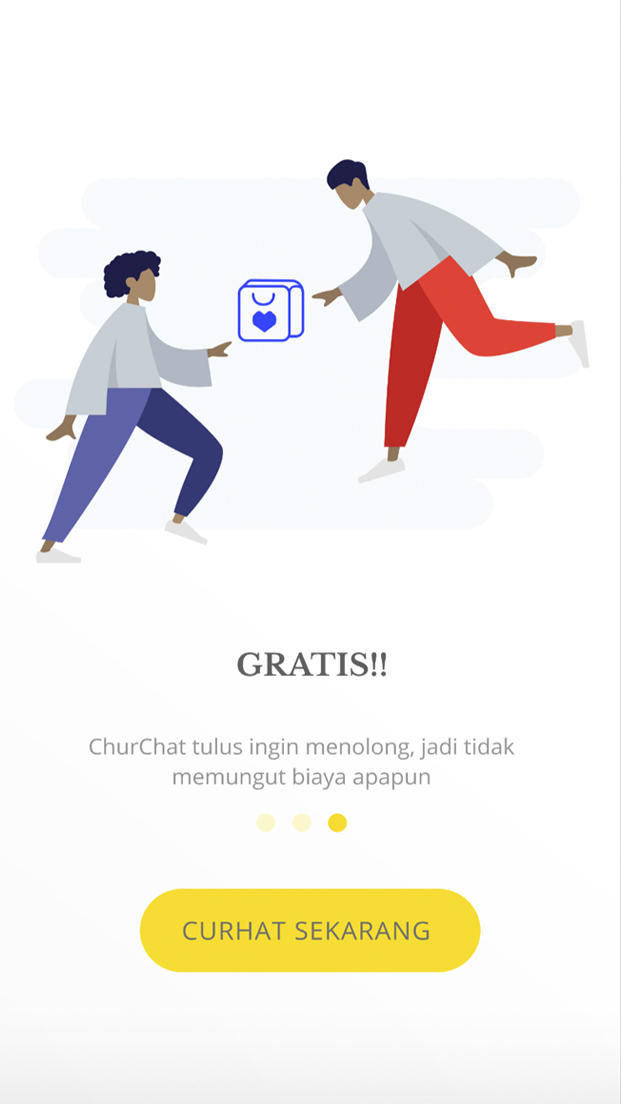 GRATIS!!
ChurChat tulus ingin menolong, jadi tidak
memungut biaya apapun
CURHAT SEKARANG